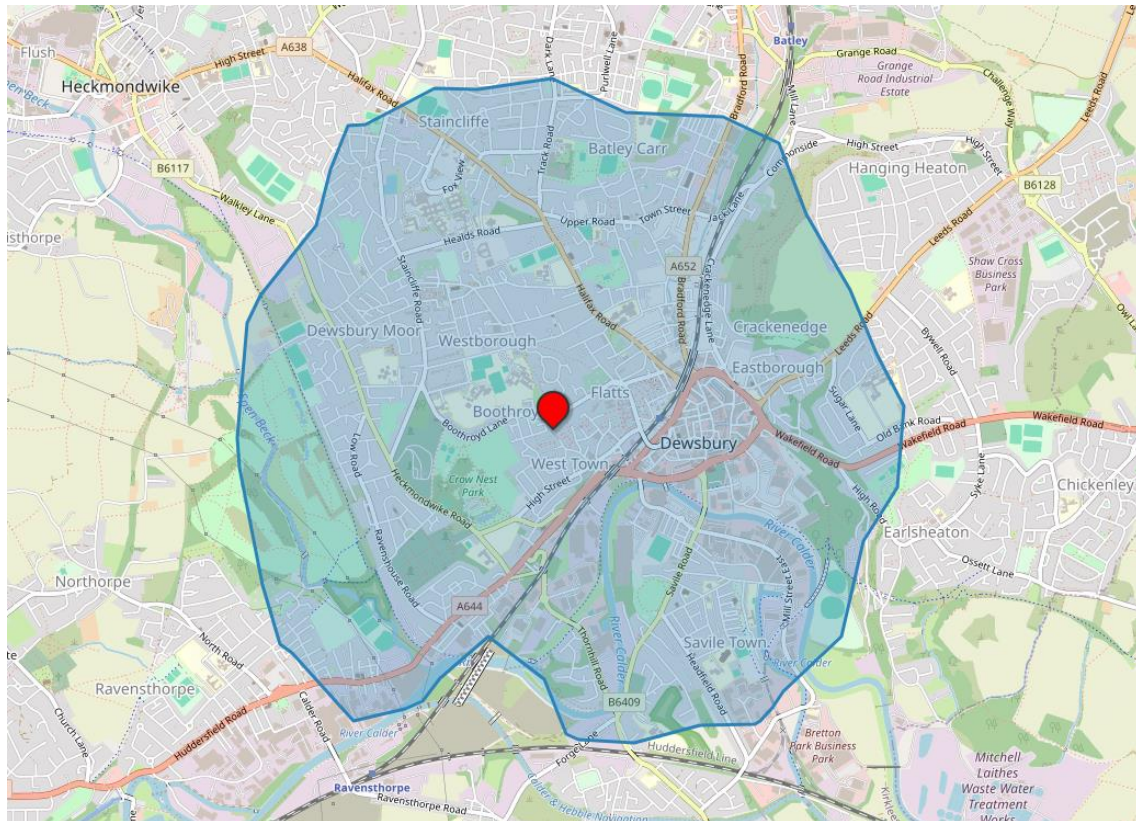 Flush
High Street
A638
Heckmondwike
Halifax Road
Dark Lane
Purlwell Lane
Bradford Road
Batley
Grange Road
Grange
Road Industrial
Estate
Challenge Way
Mill Lane
High Street
High Street
Hanging Heaton
B6128
Staincliffe
Batley Carr
Track Road
Fox View
B6117
Walkley Lane
Upper Road
Town Street
Jack Lane
Healds Road
Leeds Road
Shaw Cross
Business
Park
Staincliffe Road
A652
Bradford Road
Crackenedge Lane
Halifax Road
Dewsbury Moor
Westborough
Crackenedge
Leeds Road
Bywell Road
Eastborough
Flatts
Boothroyd Lane
Sugar Lane
Old Bank Road
Wakefield Road
Wakefield Road
Spen Beck
Low Road
West Town
Dewsbury
Wakefield Road
Crow Nest
Park
High Street
Heckmondwike Road
High Road
Syke Lane
Chickenley
Earlsheaton
Ossett Lane
River Calder
Savile Road
Mill Street East
Northorpe
Ravenshouse Road
A644
North Road
River Calder
Savile Town
Thornhill Road
Headfield Road
River Calder
Ravensthorpe
Church Lane
Calder Road
Huddersfield Road
River Calder
B6409
Forge Lane
Huddersfield Line
Bretton
Park Business
Park
Mitchell
Laithes
Waste Water
Treatment
Works
Ravensthorpe
Ravensthorpe Road
Calder & Hebble Navigation